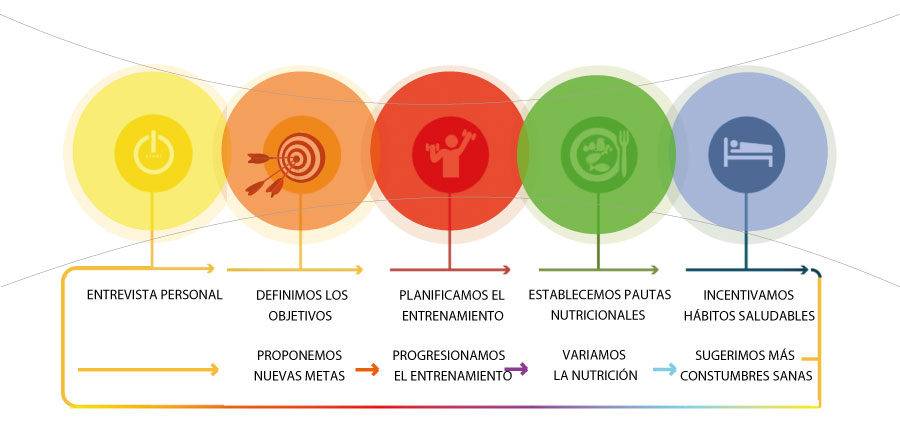 ENTREVISTA PERSONAL
DEFINIMOS LOS
OBJETIVOS
PLANIFICAMOS EL
ENTRENAMIENTO
ESTABLECEMOS PAUTAS
NUTRICIONALES
INCENTIVAMOS
HÁBITOS SALUDABLES
PROPONEMOS
NUEVAS METAS
PROGRESIONAMOS
EL ENTRENAMIENTO
VARIAMOS
LA NUTRICIÓN
SUGERIMOS MÁS
CONSTUMBRES SANAS